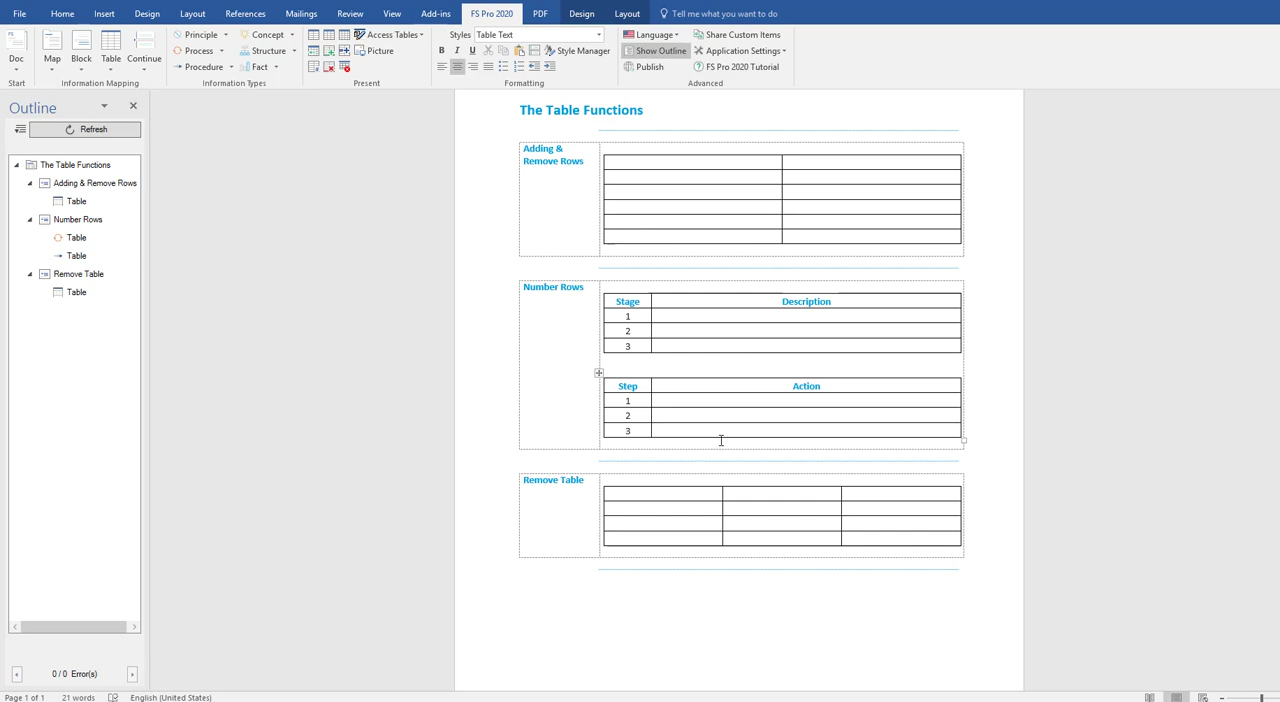 File Home Insert Design Layout References Mailings Review View Add-ins FS Pro 2020 PDF Design Layout Tell me what you want to do
Doc Map Block Table Continue
Principle Concept
Process Structure
Procedure Fact
Access Tables
Picture
Styles Table Text
B I U Style Manager
Language Share Custom Items
Show Outline Application Settings
Publish FS Pro 2020 Tutorial
Start Information Mapping Information Types Present Formatting Advanced
Outline
Refresh
The Table Functions
Adding & Remove Rows
Table
Number Rows
Table
Table
Remove Table
Table
0 / 0 Error(s)
The Table Functions
Adding &
Remove Rows
Number Rows
Stage Description
1
2
3
Step Action
1
2
3
Remove Table
Page 1 of 1 21 words English (United States)